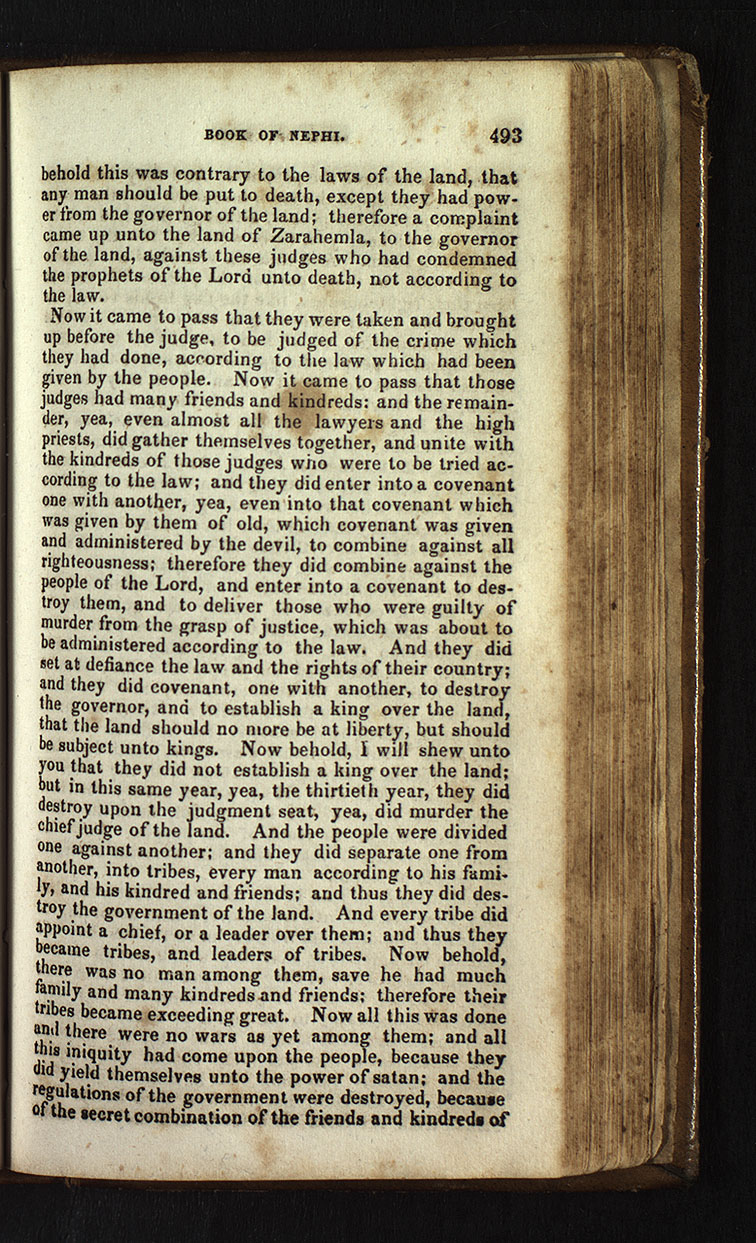 BOOK OF NEPHI. 493
behold this was contrary to the laws of the land, that
any man should be put to death, except they had pow-
er from the governor of the land; therefore a complaint
came up unto the land of Zarahemla, to the governor
of the land, against these judges who had condemned
the prophets of the Lord unto death, not according to
the law.
Now it came to pass that they were taken and brought
up before the judge, to be judged of the crime which
they had done, according to the law which had been
given by the people. Now it came to pass that those
judges had many friends and kindreds: and the remain-
der, yea, even almost all the lawyers and the high
priests, did gather themselves together, and unite with
the kindreds of those judges who were to be tried ac-
cording to the law; and they did enter into a covenant
one with another, yea, even into that covenant which
was given by them of old, which covenant was given
and administered by the devil, to combine against all
righteousness; therefore they did combine against the
people of the Lord, and enter into a covenant to des-
troy them, and to deliver those who were guilty of
murder from the grasp of justice, which was about to
be administered according to the law. And they did
set at defiance the law and the rights of their country;
and they did covenant, one with another, to destroy
the governor, and to establish a king over the land,
that the land should no more be at liberty, but should
be subject unto kings. Now behold, I will shew unto
you that they did not establish a king over the land;
but in this same year, yea, the thirtieth year, they did
destroy upon the judgment seat, yea, did murder the
chief judge of the land. And the people were divided
one against another; and they did separate one from
another, into tribes, every man according to his fami-
ly, and his kindred and friends; and thus they did des-
troy the government of the land. And every tribe did
appoint a chief, or a leader over them; and thus they
became tribes, and leaders of tribes. Now behold,
there was no man among them, save he had much
family and many kindreds and friends; therefore their
tribes became exceeding great. Now all this was done
and there were no wars as yet among them; and all
this iniquity had come upon the people, because they
did yield themselves unto the power of satan; and the
regulations of the government were destroyed, because
of the secret combination of the friends and kindreds of